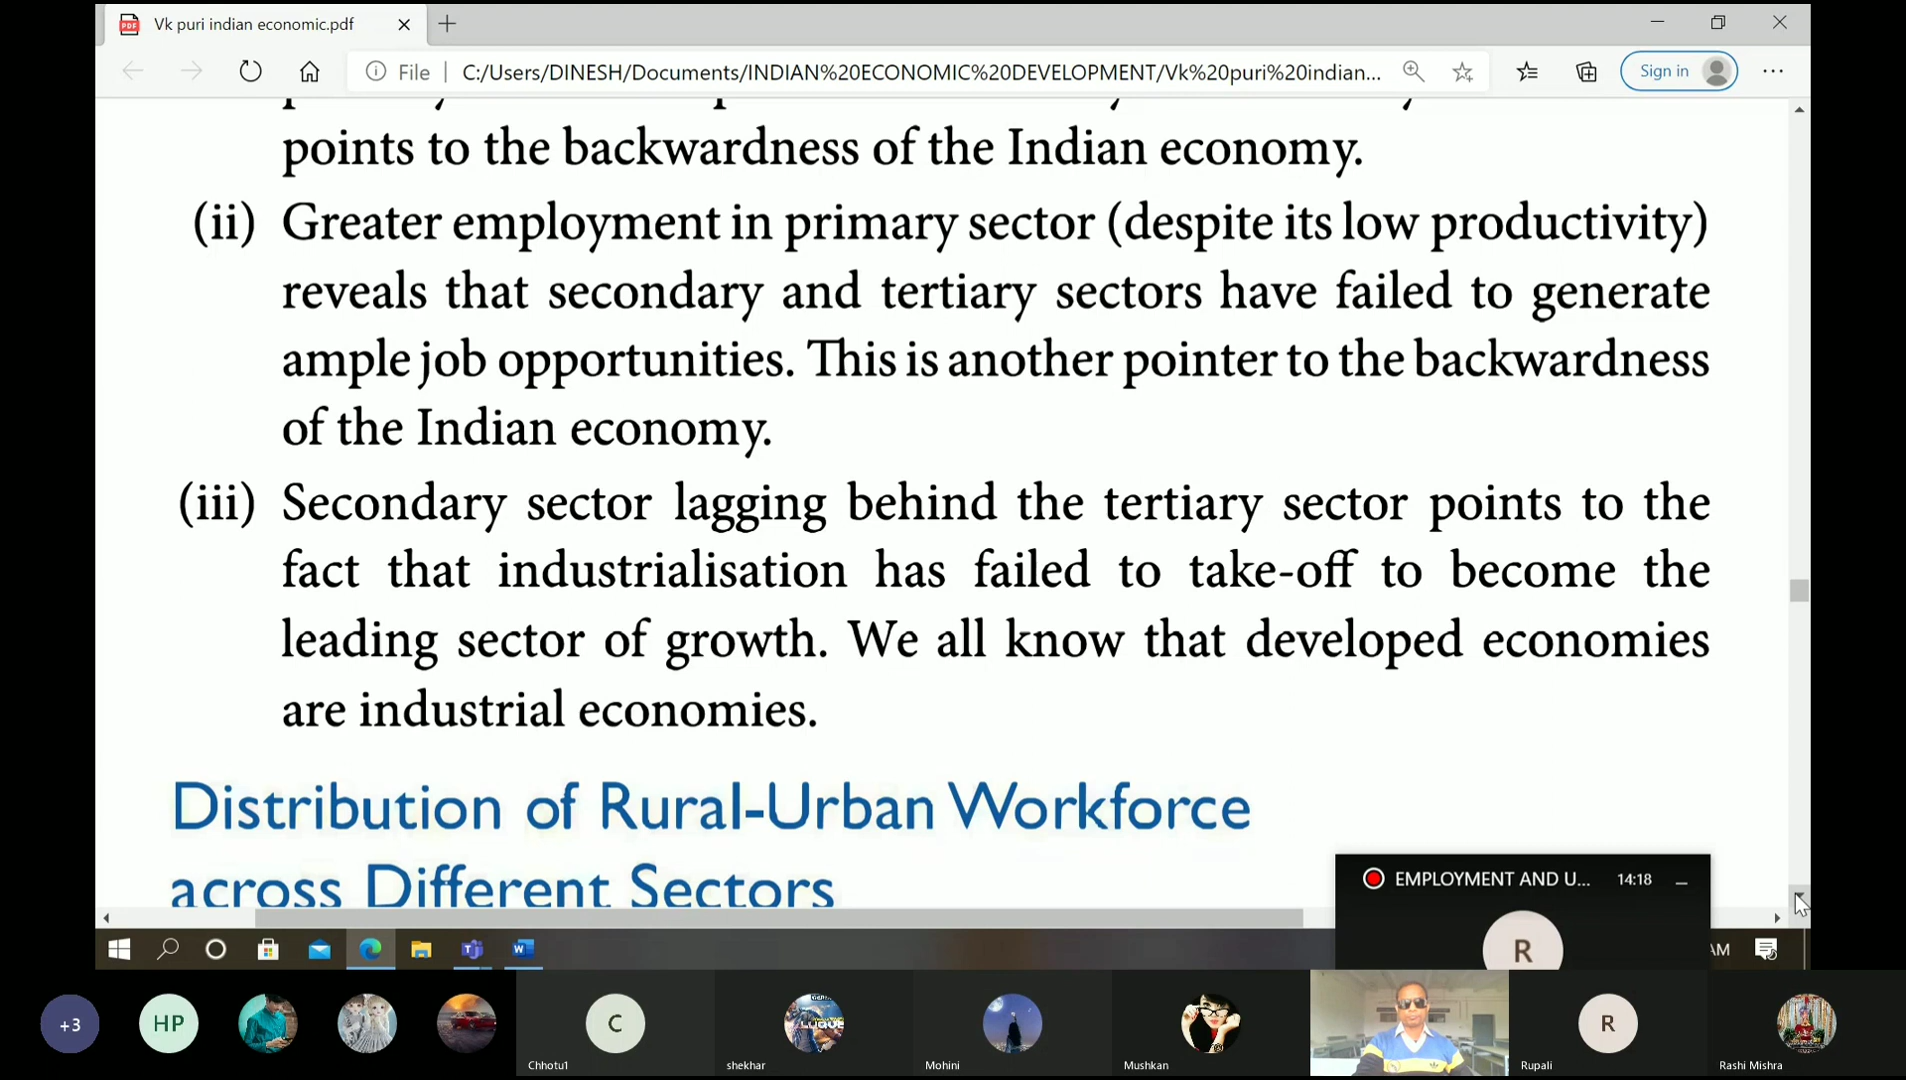 Vk puri indian economic.pdf
File
C:/Users/DINESH/Documents/INDIAN%20ECONOMIC%20DEVELOPMENT/Vk%20puri%20indian...
Sign in
points to the backwardness of the Indian economy.
(ii) Greater employment in primary sector (despite its low productivity)
reveals that secondary and tertiary sectors have failed to generate
ample job opportunities. This is another pointer to the backwardness
of the Indian economy.
(iii) Secondary sector lagging behind the tertiary sector points to the
fact that industrialisation has failed to take-off to become the
leading sector of growth. We all know that developed economies
are industrial economies.
Distribution of Rural-Urban Workforce
across Different Sectors
EMPLOYMENT AND U... 14:18
R
AM
+3
HP
C
R
Chhotu1
shekhar
Mohini
Mushkan
Rupali
Rashi Mishra